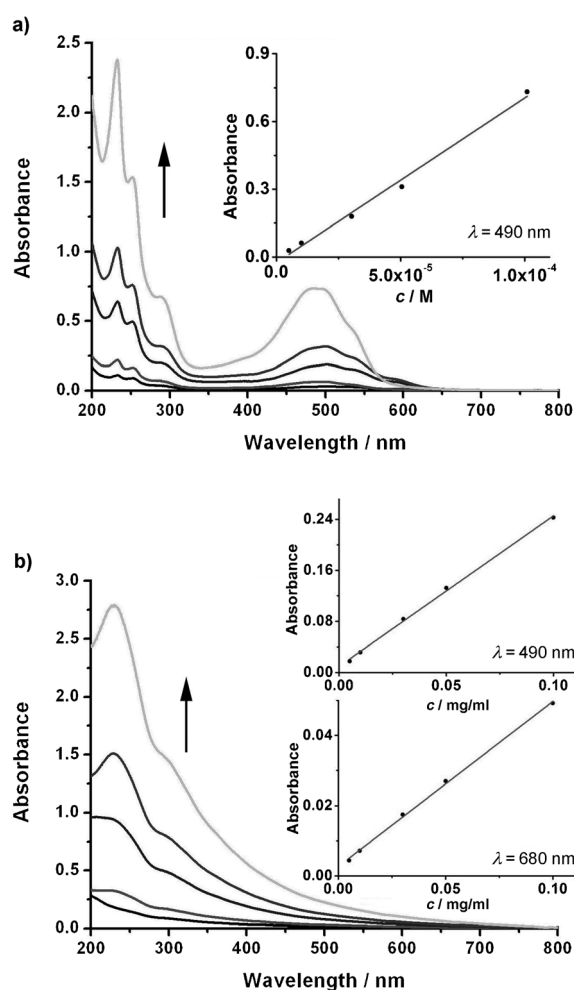 a)
2.5
2.0
1.5
1.0
0.5
0.0
Absorbance
200 300 400 500 600 700 800
Wavelength / nm
0.9
0.6
0.3
0.0
Absorbance
λ = 490 nm
0 5.0x10⁻⁵ 1.0x10⁻⁴
c / M
b)
3.0
2.5
2.0
1.5
1.0
0.5
0.0
Absorbance
200 300 400 500 600 700 800
Wavelength / nm
0.24
0.16
0.08
0.00
Absorbance
λ = 490 nm
0.00 0.05 0.10
c / mg/ml
0.04
0.02
0.00
Absorbance
λ = 680 nm
0.00 0.05 0.10
c / mg/ml